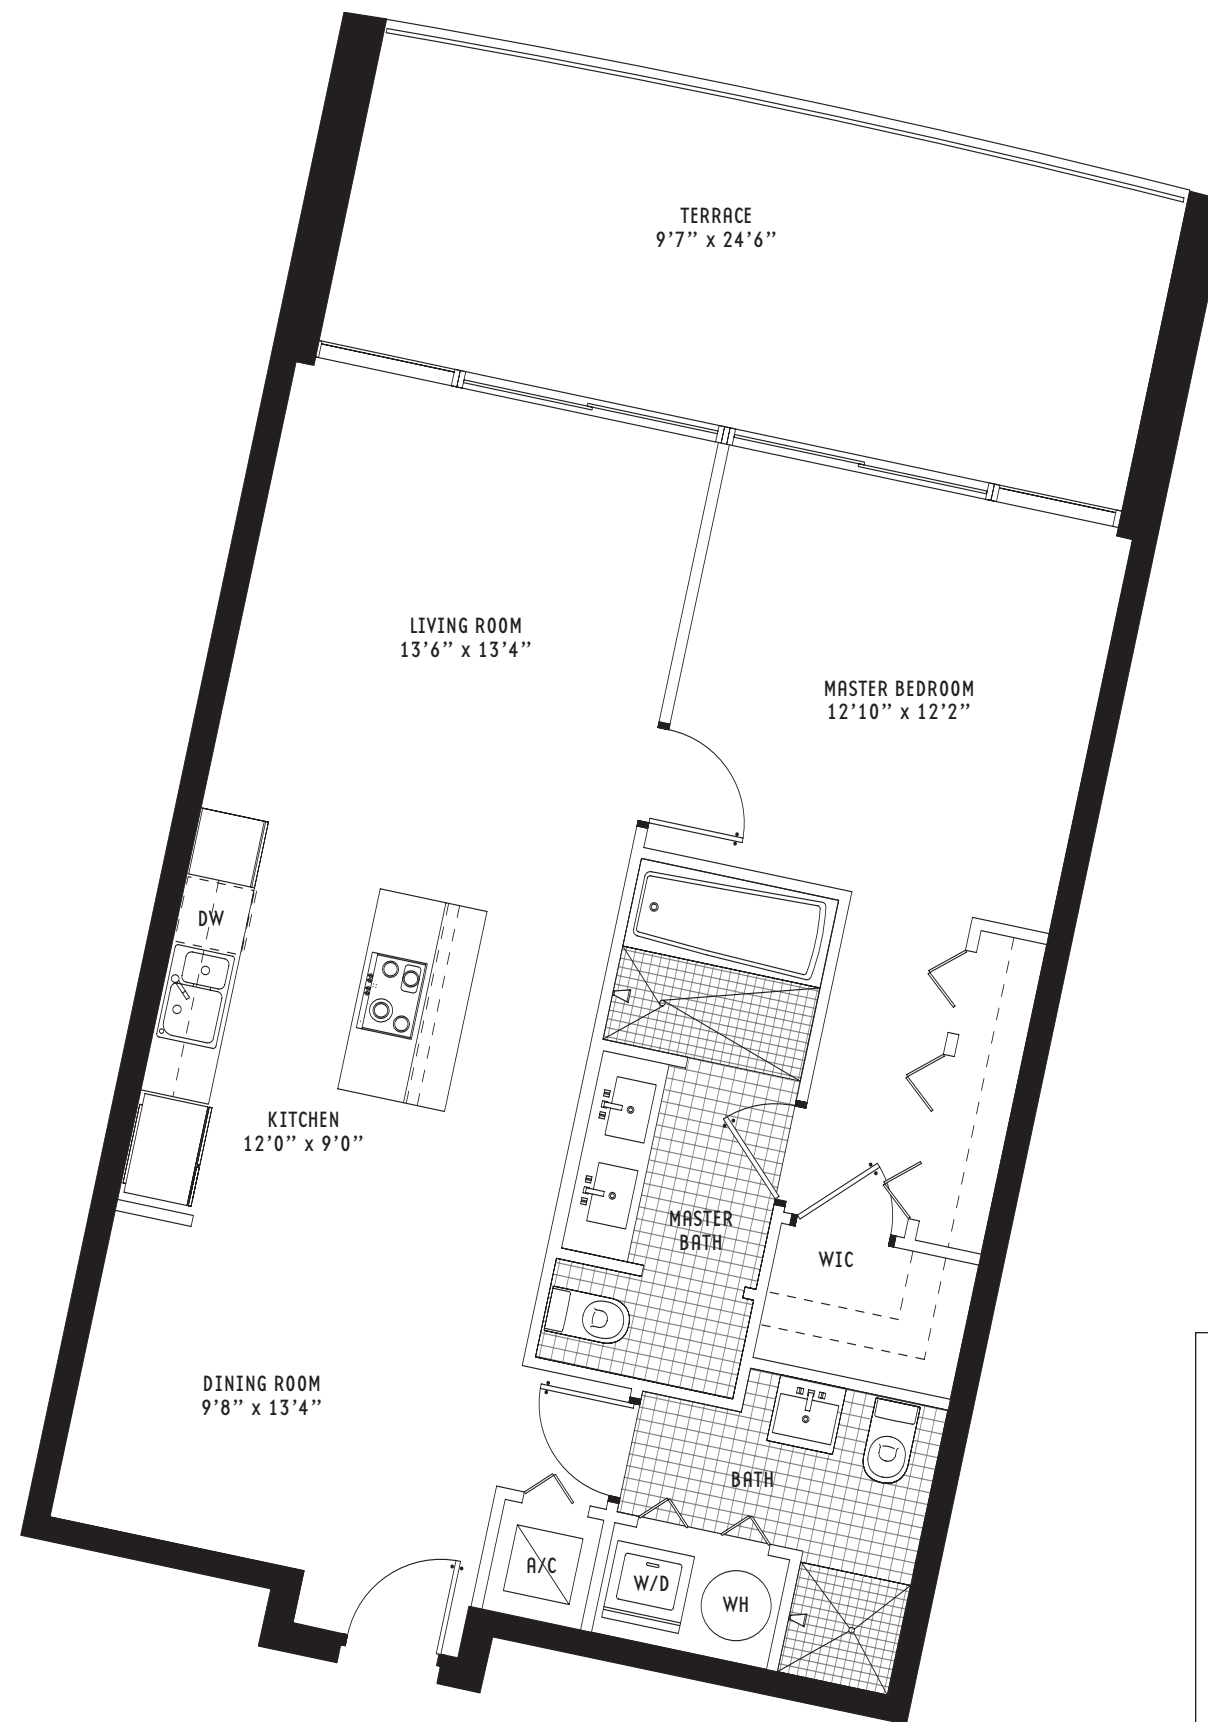 TERRACE
9’7” x 24’6”
LIVING ROOM
13’6” x 13’4”
MASTER BEDROOM
12’10” x 12’2”
DW
KITCHEN
12’0” x 9’0”
MASTER
BATH
WIC
DINING ROOM
9’8” x 13’4”
BATH
A/C
W/D
WH